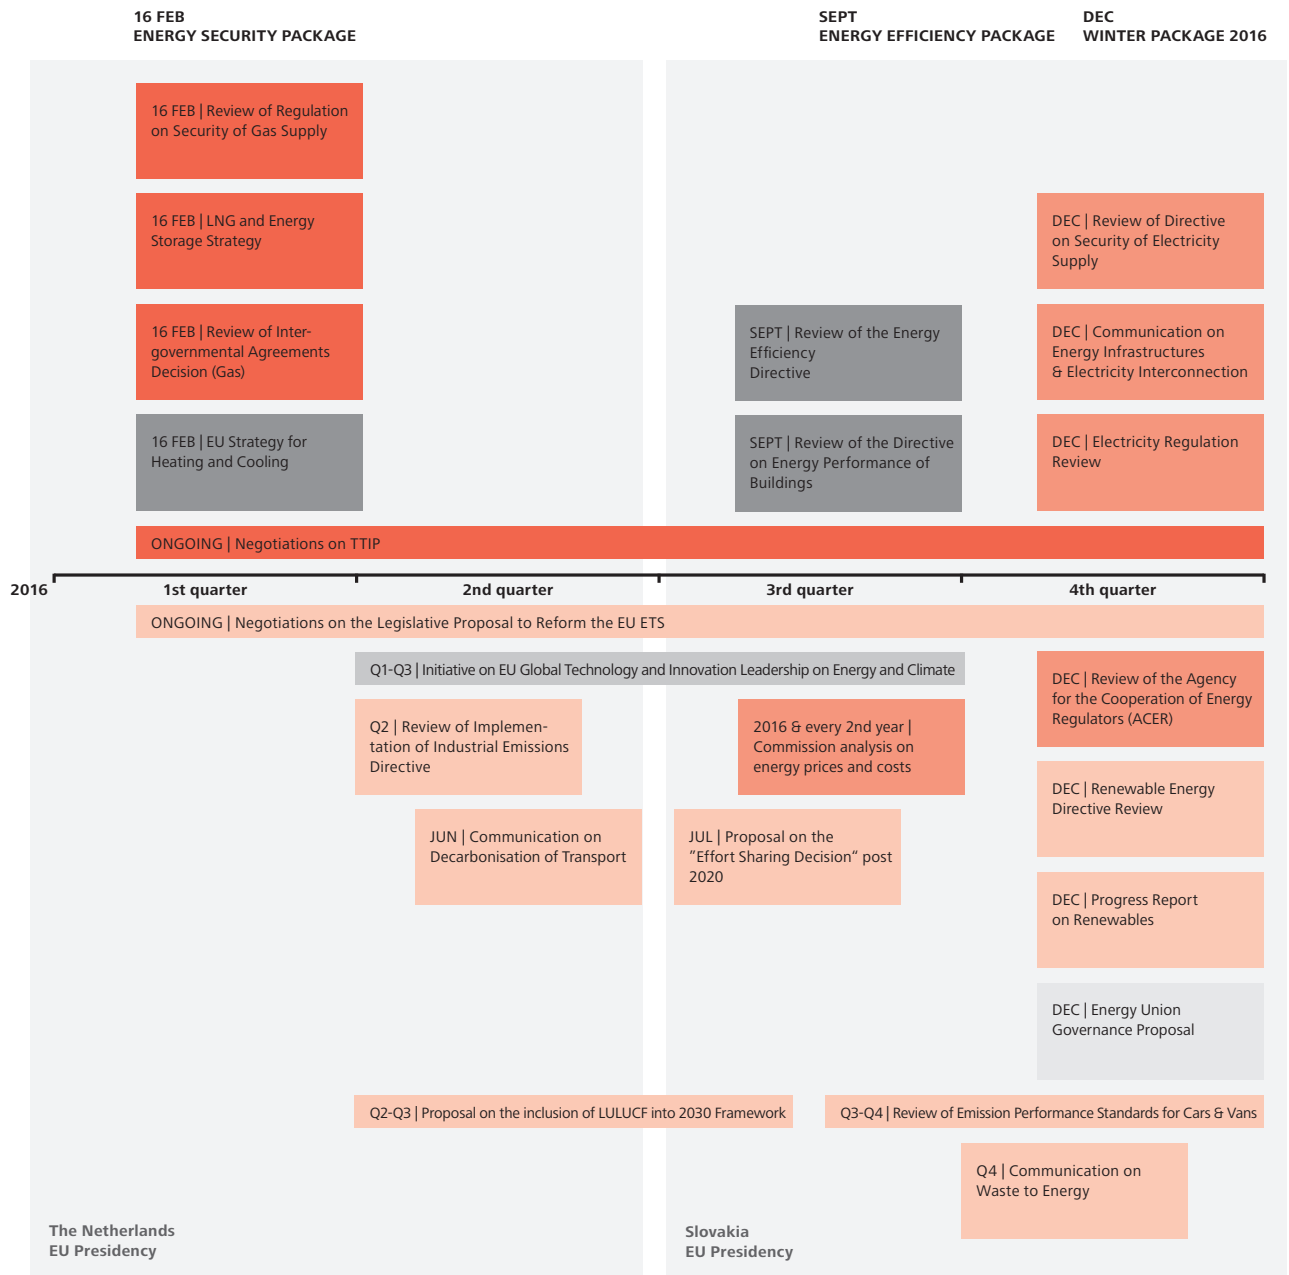 16 FEB
ENERGY SECURITY PACKAGE
SEPT
ENERGY EFFICIENCY PACKAGE
DEC
WINTER PACKAGE 2016
16 FEB | Review of Regulation
on Security of Gas Supply
16 FEB | LNG and Energy
Storage Strategy
16 FEB | Review of Inter-
governmental Agreements
Decision (Gas)
16 FEB | EU Strategy for
Heating and Cooling
SEPT | Review of the Energy
Efficiency
Directive
SEPT | Review of the Directive
on Energy Performance of
Buildings
DEC | Review of Directive
on Security of Electricity
Supply
DEC | Communication on
Energy Infrastructures
& Electricity Interconnection
DEC | Electricity Regulation
Review
ONGOING | Negotiations on TTIP
2016
1st quarter
2nd quarter
3rd quarter
4th quarter
ONGOING | Negotiations on the Legislative Proposal to Reform the EU ETS
Q1-Q3 | Initiative on EU Global Technology and Innovation Leadership on Energy and Climate
Q2 | Review of Implemen-
tation of Industrial Emissions
Directive
2016 & every 2nd year |
Commission analysis on
energy prices and costs
JUN | Communication on
Decarbonisation of Transport
JUL | Proposal on the
”Effort Sharing Decision“ post
2020
DEC | Review of the Agency
for the Cooperation of Energy
Regulators (ACER)
DEC | Renewable Energy
Directive Review
DEC | Progress Report
on Renewables
DEC | Energy Union
Governance Proposal
Q2-Q3 | Proposal on the inclusion of LULUCF into 2030 Framework
Q3-Q4 | Review of Emission Performance Standards for Cars & Vans
Q4 | Communication on
Waste to Energy
The Netherlands
EU Presidency
Slovakia
EU Presidency